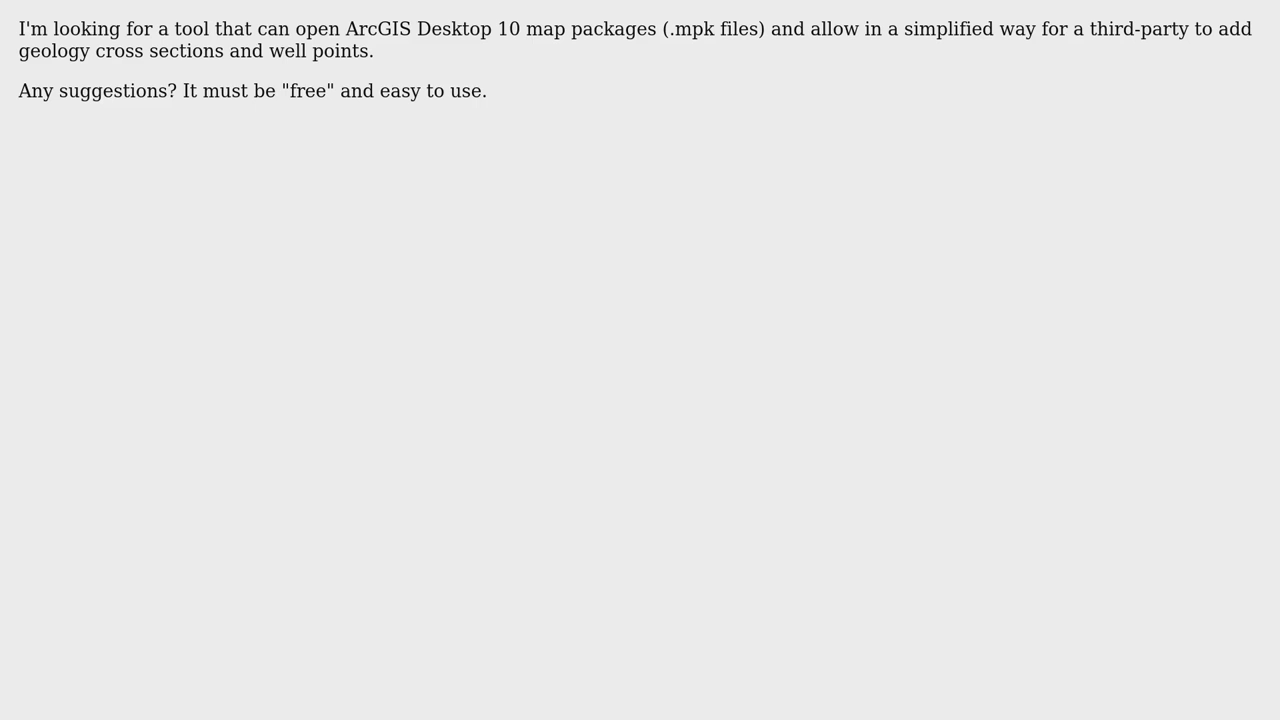 I'm looking for a tool that can open ArcGIS Desktop 10 map packages (.mpk files) and allow in a simplified way for a third-party to add
geology cross sections and well points.
Any suggestions? It must be "free" and easy to use.